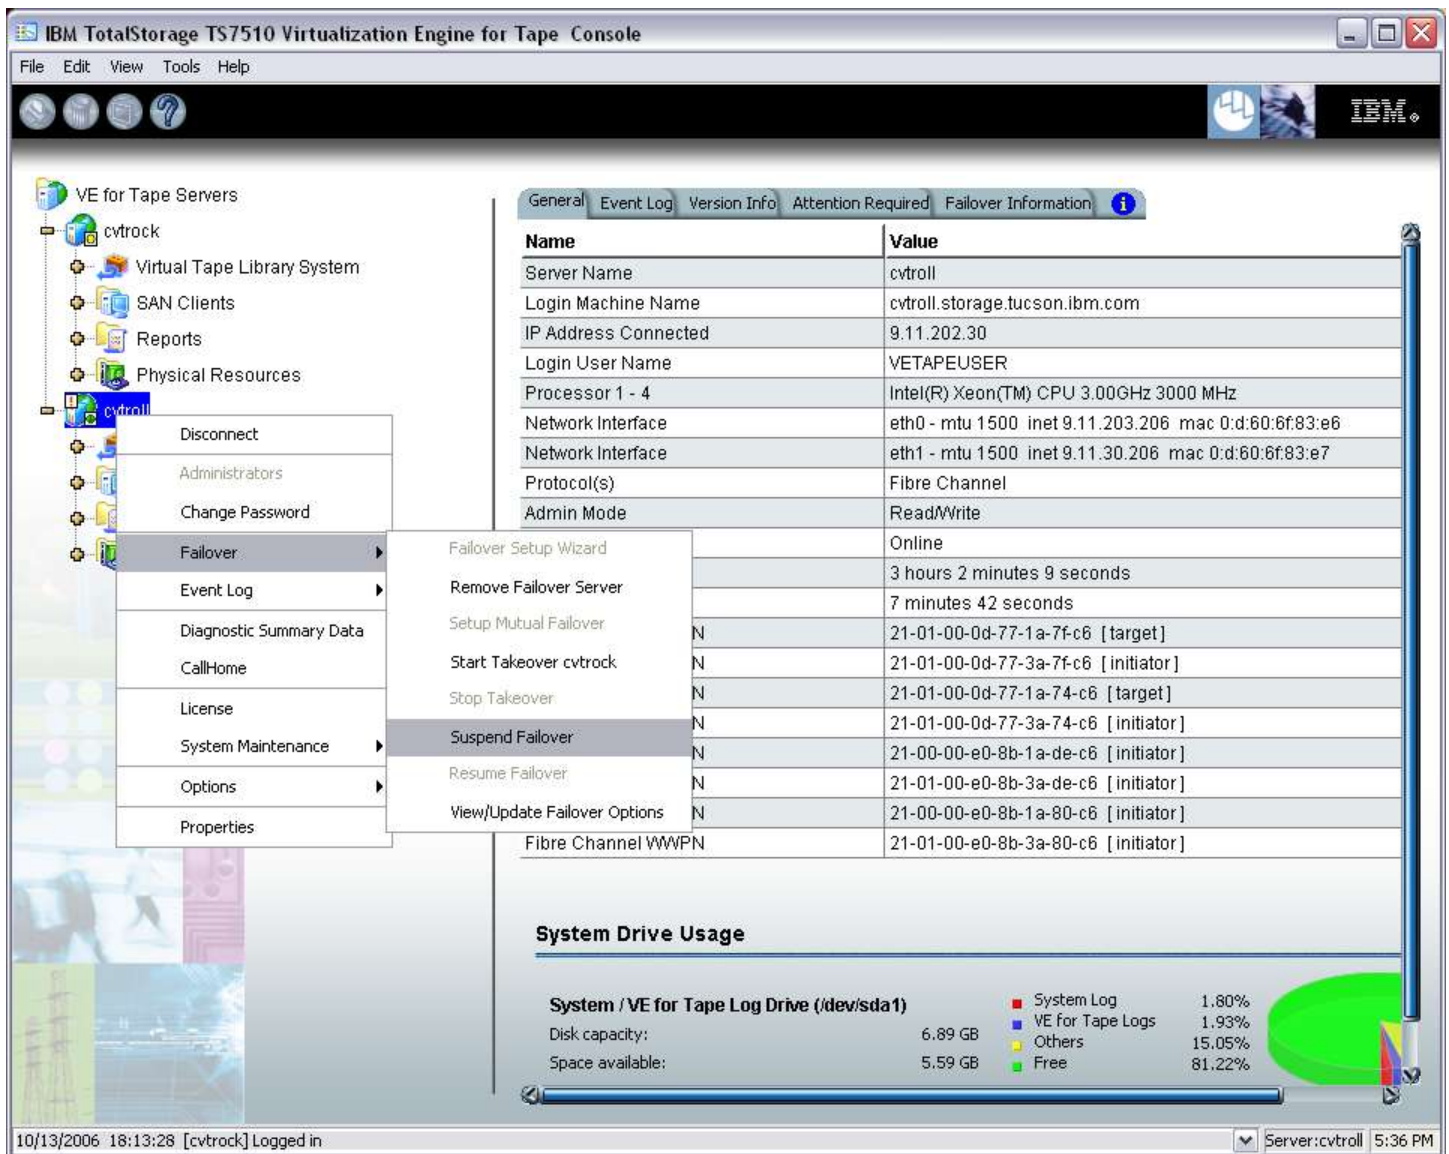 IBM TotalStorage TS7510 Virtualization Engine for Tape Console
File Edit View Tools Help
IBM®
VE for Tape Servers
cvtrock
Virtual Tape Library System
SAN Clients
Reports
Physical Resources
cvtroll
Disconnect
Administrators
Change Password
Failover
Event Log
Diagnostic Summary Data
CallHome
License
System Maintenance
Options
Properties
Failover Setup Wizard
Remove Failover Server
Setup Mutual Failover
Start Takeover cvtrock
Stop Takeover
Suspend Failover
Resume Failover
View/Update Failover Options
General Event Log Version Info Attention Required Failover Information
Name Value
Server Name cvtroll
Login Machine Name cvtroll.storage.tucson.ibm.com
IP Address Connected 9.11.202.30
Login User Name VETAPEUSER
Processor 1 - 4 Intel(R) Xeon(TM) CPU 3.00GHz 3000 MHz
Network Interface eth0 - mtu 1500 inet 9.11.203.206 mac 0:d:60:6f:83:e6
Network Interface eth1 - mtu 1500 inet 9.11.30.206 mac 0:d:60:6f:83:e7
Protocol(s) Fibre Channel
Admin Mode Read/Write
Online
3 hours 2 minutes 9 seconds
7 minutes 42 seconds
N 21-01-00-0d-77-1a-7f-c6 [target]
N 21-01-00-0d-77-3a-7f-c6 [initiator]
N 21-01-00-0d-77-1a-74-c6 [target]
N 21-01-00-0d-77-3a-74-c6 [initiator]
N 21-00-00-e0-8b-1a-de-c6 [initiator]
N 21-01-00-e0-8b-3a-de-c6 [initiator]
N 21-00-00-e0-8b-1a-80-c6 [initiator]
Fibre Channel WWPN 21-01-00-e0-8b-3a-80-c6 [initiator]
System Drive Usage
System / VE for Tape Log Drive (/dev/sda1)
Disk capacity: 6.89 GB
Space available: 5.59 GB
System Log 1.80%
VE for Tape Logs 1.93%
Others 15.05%
Free 81.22%
10/13/2006 18:13:28 [cvtrock] Logged in
Server:cvtroll 5:36 PM